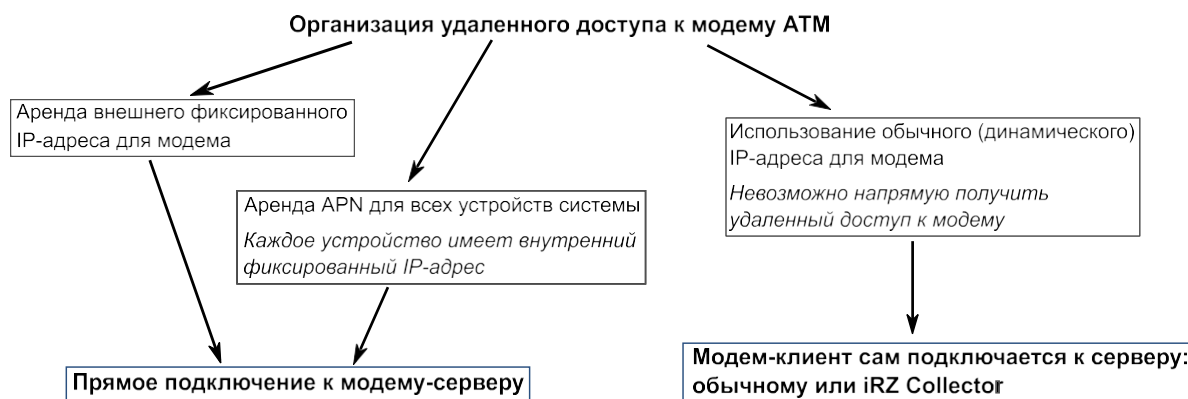 Организация удаленного доступа к модему ATM
Аренда внешнего фиксированного
IP-адреса для модема
Использование обычного (динамического)
IP-адреса для модема
Невозможно напрямую получить
удаленный доступ к модему
Аренда APN для всех устройств системы
Каждое устройство имеет внутренний
фиксированный IP-адрес
Прямое подключение к модему-серверу
Модем-клиент сам подключается к серверу:
обычному или iRZ Collector